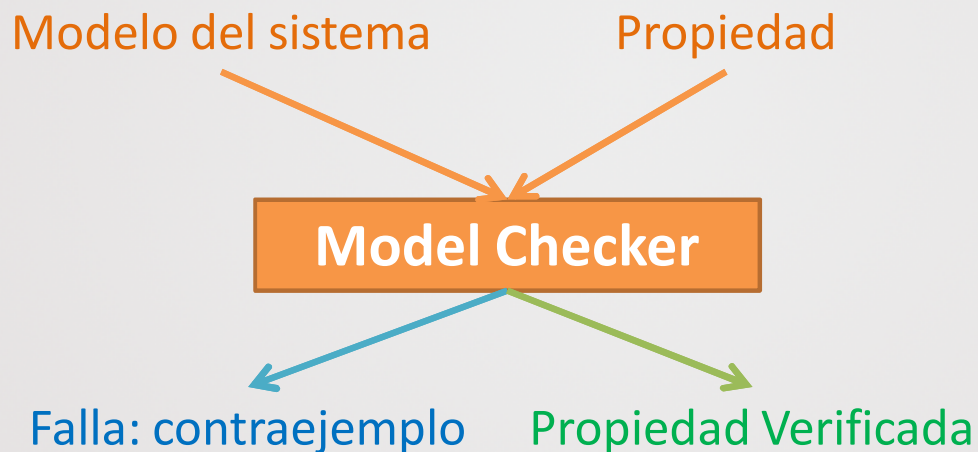 Modelo del sistema
Propiedad
Model Checker
Falla: contraejemplo
Propiedad Verificada